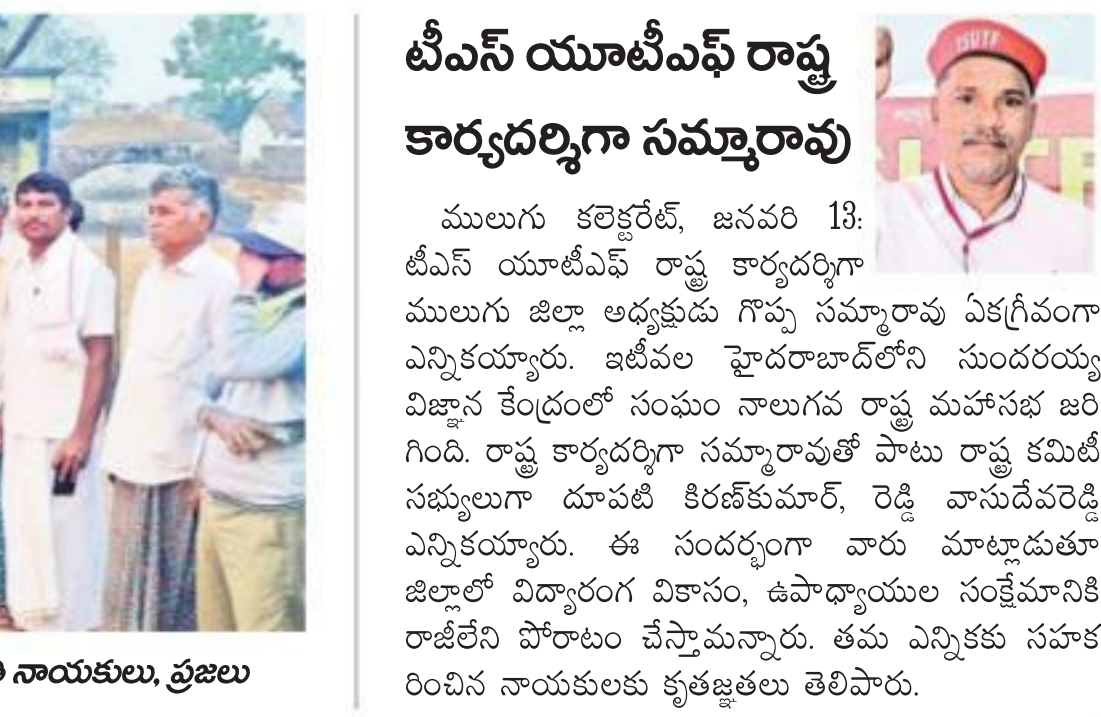 టీఎస్ యూటీఎఫ్ రాష్ట్ర
కార్యదర్శిగా సమ్మారావు
ములుగు కలెక్టరేట్, జనవరి 13:
టీఎస్ యూటీఎఫ్ రాష్ట్ర కార్యదర్శిగా
ములుగు జిల్లా అధ్యక్షుడు గొప్ప సమ్మారావు ఏకగ్రీవంగా
ఎన్నికయ్యారు. ఇటీవల హైదరాబాద్‌లోని సుందరయ్య
విజ్ఞాన కేంద్రంలో సంఘం నాలుగవ రాష్ట్ర మహాసభ జరి
గింది. రాష్ట్ర కార్యదర్శిగా సమ్మారావుతో పాటు రాష్ట్ర కమిటీ
సభ్యులుగా దూపటి కిరణ్‌కుమార్, రెడ్డి వాసుదేవరెడ్డి
ఎన్నికయ్యారు. ఈ సందర్భంగా వారు మాట్లాడుతూ
జిల్లాలో విద్యారంగ వికాసం, ఉపాధ్యాయుల సంక్షేమానికి
రాజీలేని పోరాటం చేస్తామన్నారు. తమ ఎన్నికకు సహక
రించిన నాయకులకు కృతజ్ఞతలు తెలిపారు.
నాయకులు, ప్రజలు